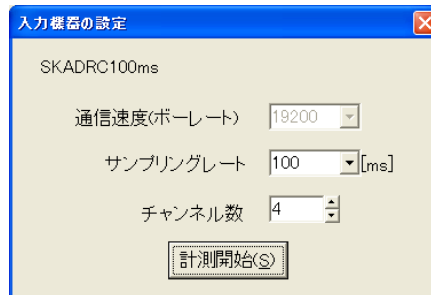 入力機器の設定
SKADRC100ms
通信速度(ボーレート) 19200
サンプリングレート 100 [ms]
チャンネル数 4
計測開始(S)